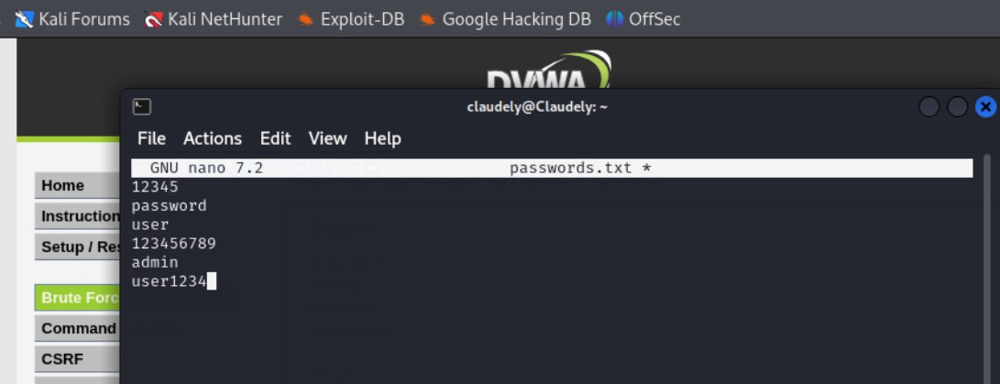 Kali Forums Kali NetHunter Exploit-DB Google Hacking DB OffSec
DVWA
claudely@Claudely: ~
File Actions Edit View Help
GNU nano 7.2 passwords.txt *
12345
password
user
123456789
admin
user1234
Home
Instruction
Setup / Res
Brute Forc
Command
CSRF